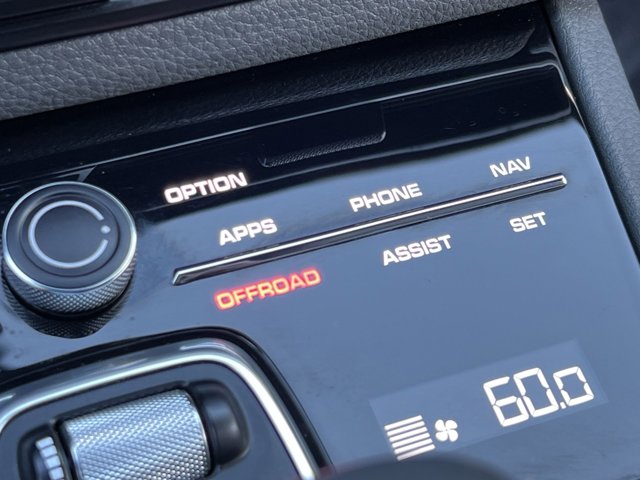 OPTION
APPS PHONE NAV
OFFROAD ASSIST SET
60.0